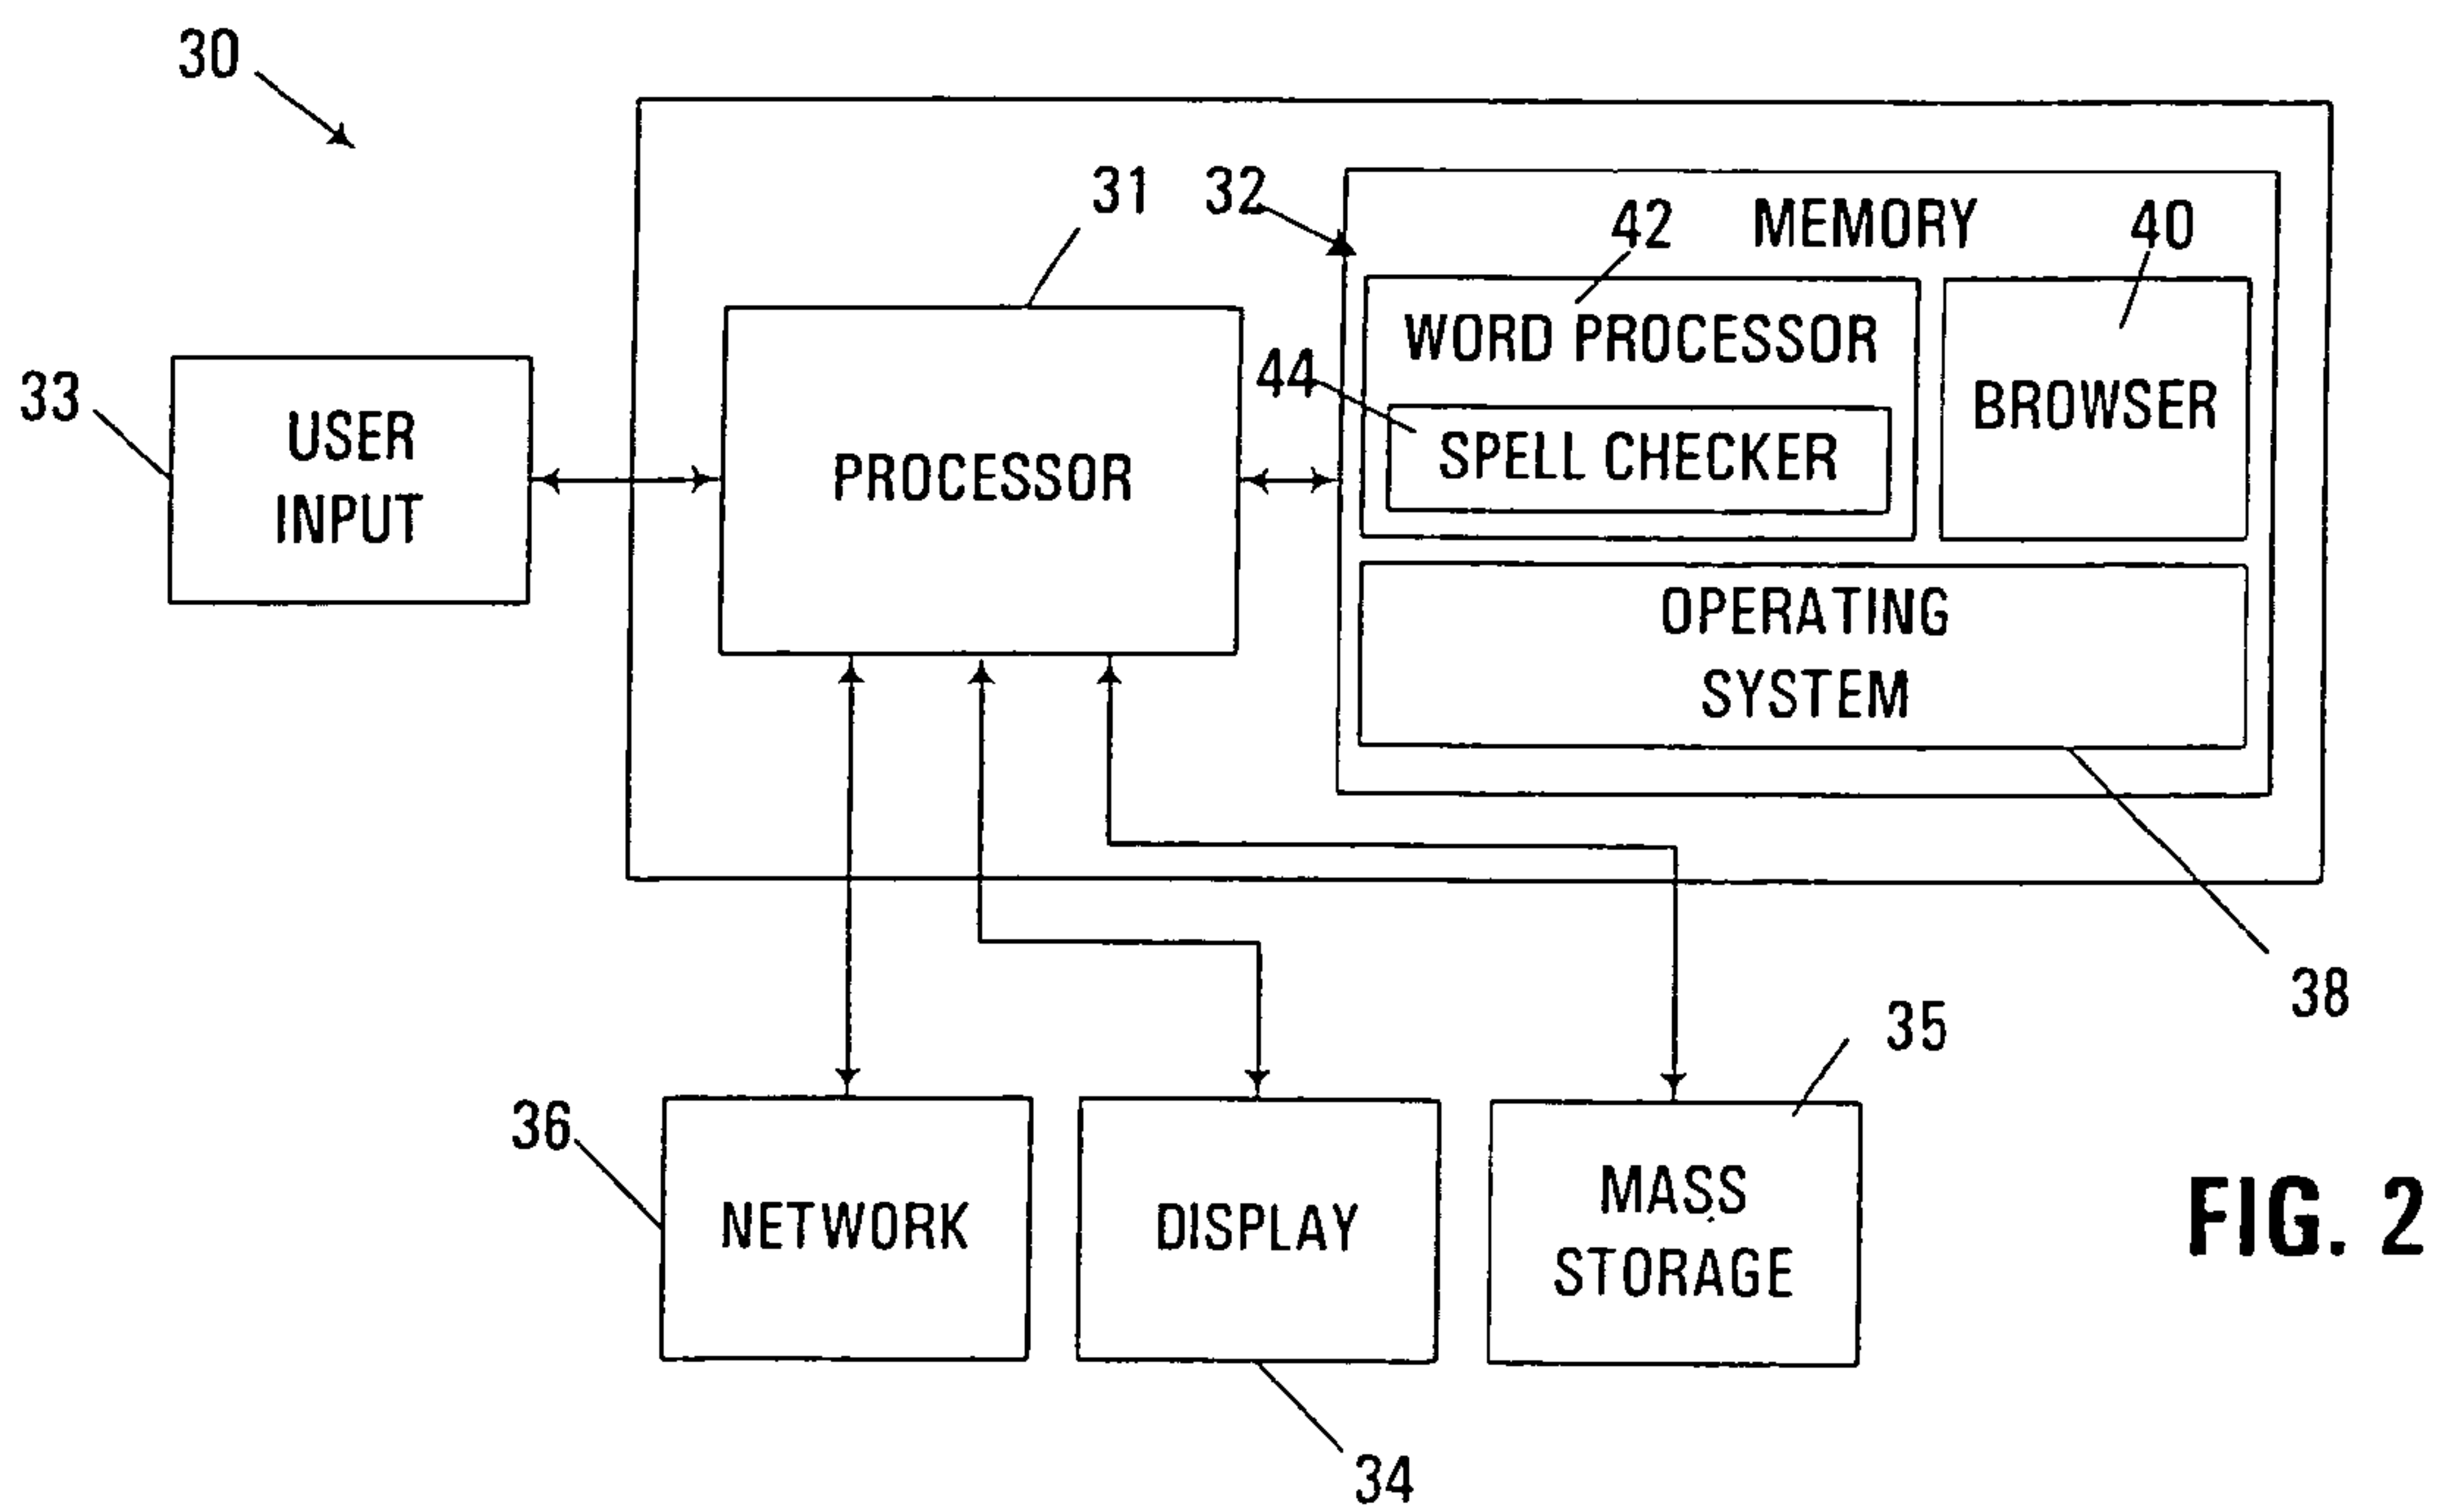 30
31
32
42
MEMORY
40
WORD PROCESSOR
44
SPELL CHECKER
BROWSER
33
USER
INPUT
PROCESSOR
OPERATING
SYSTEM
38
35
36
NETWORK
DISPLAY
MASS
STORAGE
34
FIG. 2